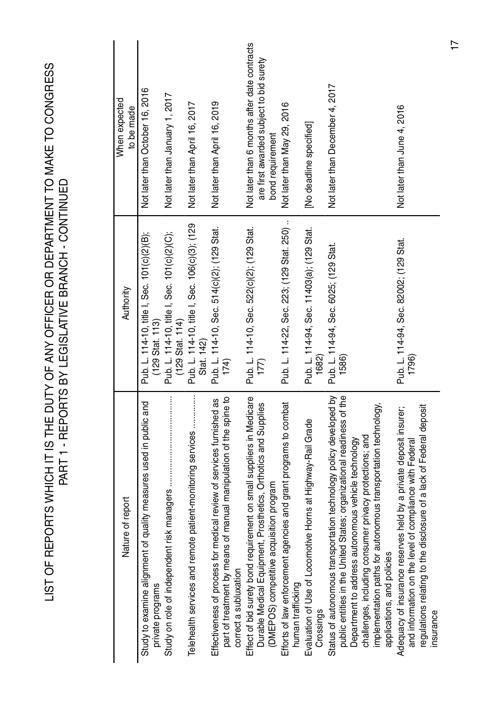 LIST OF REPORTS WHICH IT IS THE DUTY OF ANY OFFICER OR DEPARTMENT TO MAKE TO CONGRESS
PART 1 - REPORTS BY LEGISLATIVE BRANCH - CONTINUED
Nature of report Authority When expected
to be made
Study to examine alignment of quality measures used in public and Pub. L. 114-10, title I, Sec. 101(c)(2)(B); Not later than October 16, 2016
private programs (129 Stat. 113)
Study on role of independent risk managers .................................... Pub. L. 114-10, title I, Sec. 101(c)(2)(C); Not later than January 1, 2017
(129 Stat. 114)
Telehealth services and remote patient-monitoring services .............. Pub. L. 114-10, title I, Sec. 106(c)(3); (129 Not later than April 16, 2017
Stat. 142)
Effectiveness of process for medical review of services furnished as Pub. L. 114-10, Sec. 514(c)(2); (129 Stat. Not later than April 16, 2019
part of treatment by means of manual manipulation of the spine to 174)
correct a subluxation
Effect of bid surety bond requirement on small suppliers in Medicare Pub. L. 114-10, Sec. 522(c)(2); (129 Stat. Not later than 6 months after date contracts
Durable Medical Equipment, Prosthetics, Orthotics and Supplies 177) are first awarded subject to bid surety
(DMEPOS) competitive acquisition program bond requirement
Efforts of law enforcement agencies and grant programs to combat Pub. L. 114-22, Sec. 223; (129 Stat. 250) .. Not later than May 29, 2016
human trafficking
Evaluation of Use of Locomotive Horns at Highway-Rail Grade Pub. L. 114-94, Sec. 11403(a); (129 Stat. [No deadline specified]
Crossings 1682)
Status of autonomous transportation technology policy developed by Pub. L. 114-94, Sec. 6025; (129 Stat. Not later than December 4, 2017
public entities in the United States; organizational readiness of the 1586)
Department to address autonomous vehicle technology
challenges, including consumer privacy protections; and
implementation paths for autonomous transportation technology,
applications, and policies
Adequacy of insurance reserves held by a private deposit insurer; Pub. L. 114-94, Sec. 82002; (129 Stat. Not later than June 4, 2016
and information on the level of compliance with Federal 1796)
regulations relating to the disclosure of a lack of Federal deposit
insurance
17